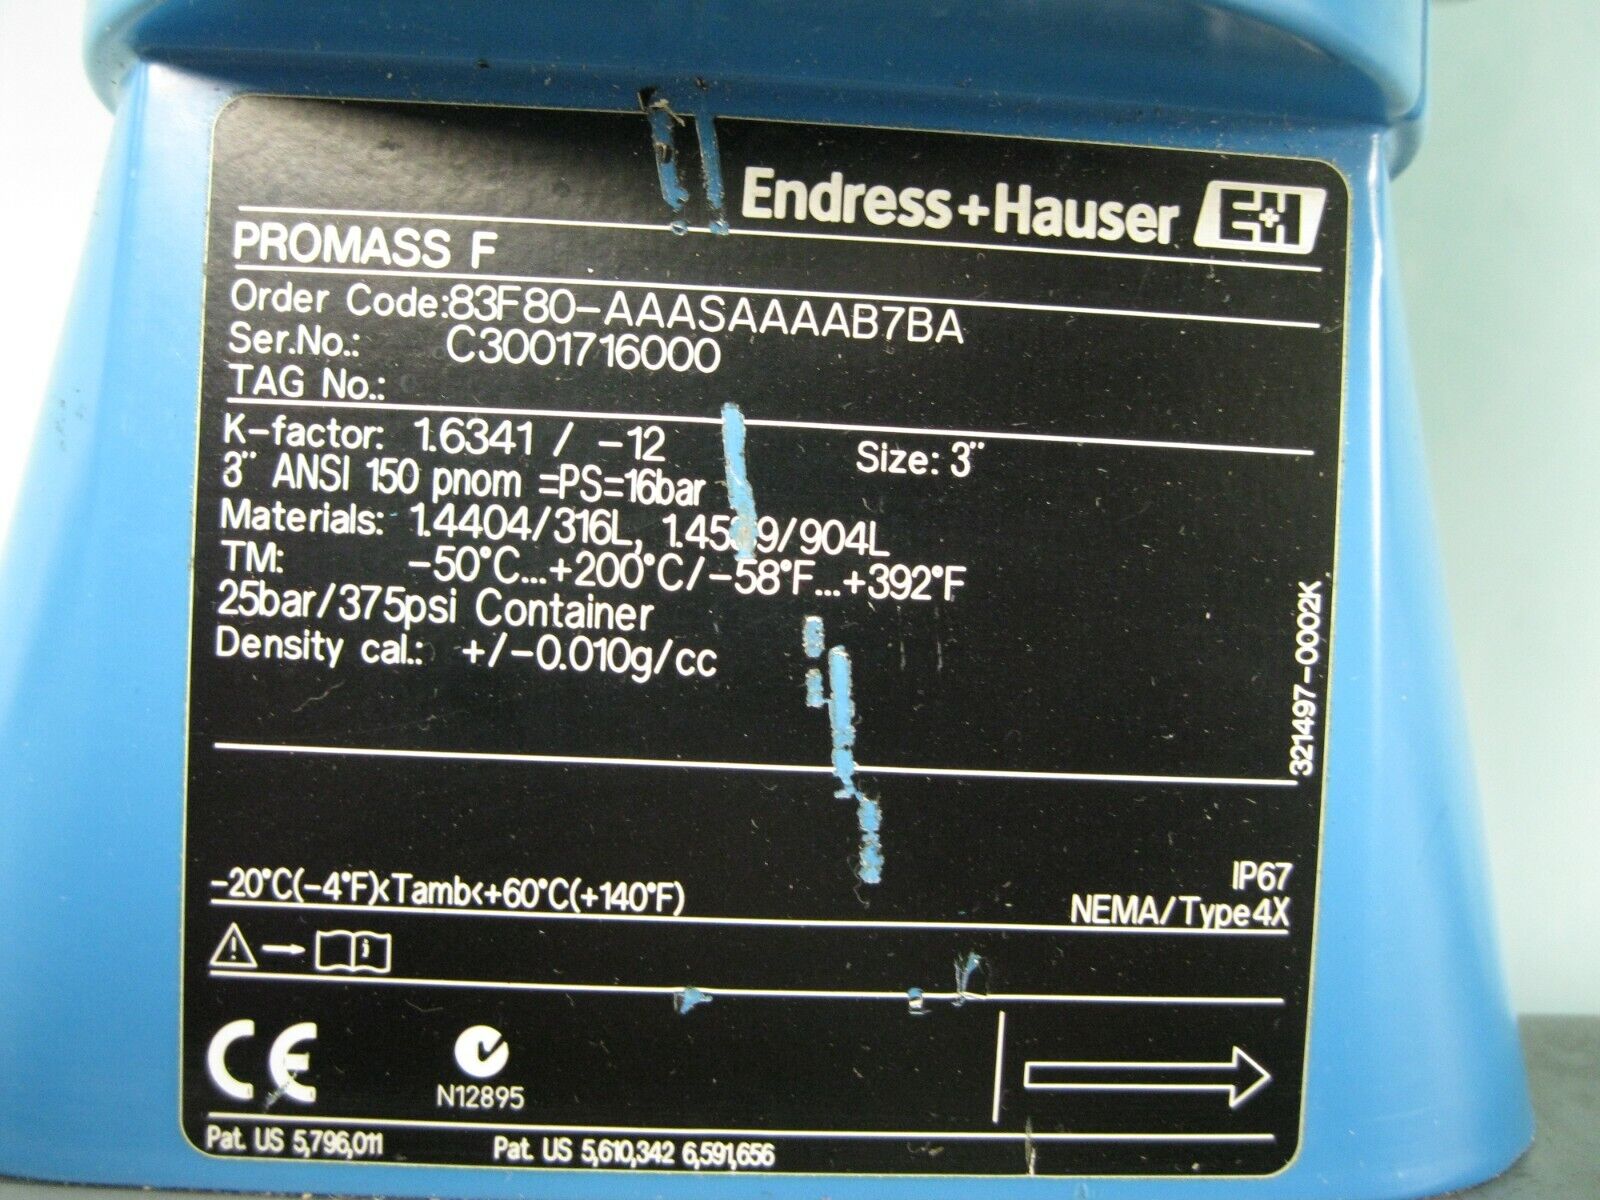 Endress+Hauser E+H
PROMASS F
Order Code:83F80-AAASAAAAAB7BA
Ser.No.: C3001716000
TAG No.:
K-factor: 1.6341 / -12 Size: 3"
3" ANSI 150 pnom =PS=16bar
Materials: 1.4404/316L, /904L
TM: -50°C...+200°C/-58°F...+392°F
25bar/375psi Container
Density cal.: +/-0.010g/cc
321497-0002K
-20°C(-4°F)<Tamb<+60°C(+140°F)
IP67
NEMA/Type4X
i
CE
N12895
Pat. US 5,796,011 Pat. US 5,610,342 6,591,656